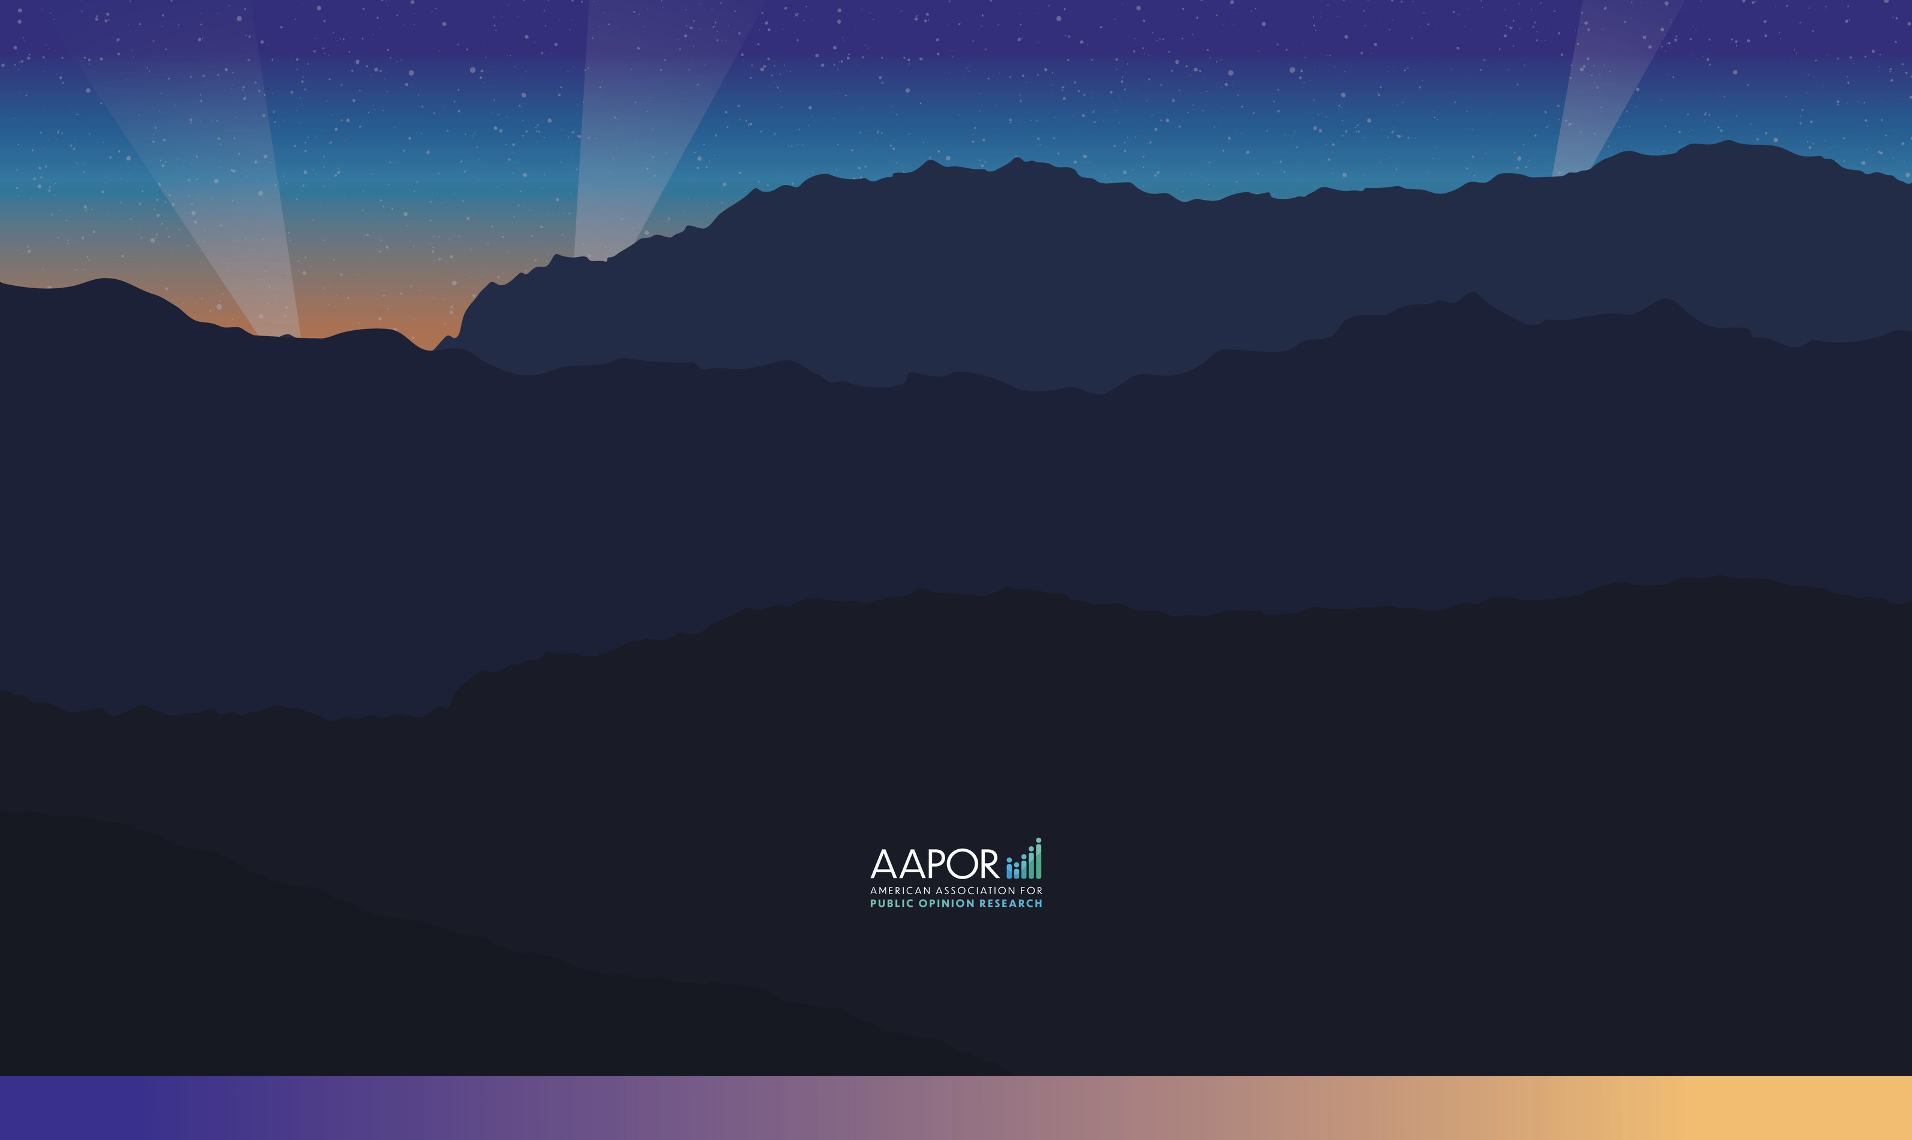 AAPOR
AMERICAN ASSOCIATION FOR
PUBLIC OPINION RESEARCH